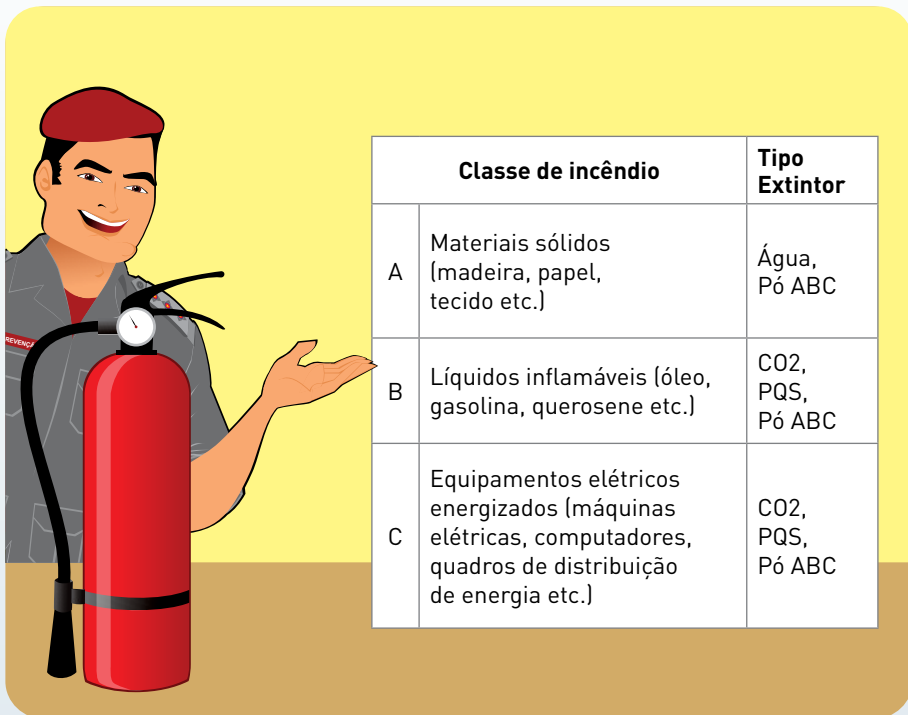 Classe de incêndio
Tipo
Extintor
A
Materiais sólidos
(madeira, papel,
tecido etc.)
Água,
Pó ABC
B
Líquidos inflamáveis (óleo,
gasolina, querosene etc.)
CO2,
PQS,
Pó ABC
C
Equipamentos elétricos
energizados (máquinas
elétricas, computadores,
quadros de distribuição
de energia etc.)
CO2,
PQS,
Pó ABC